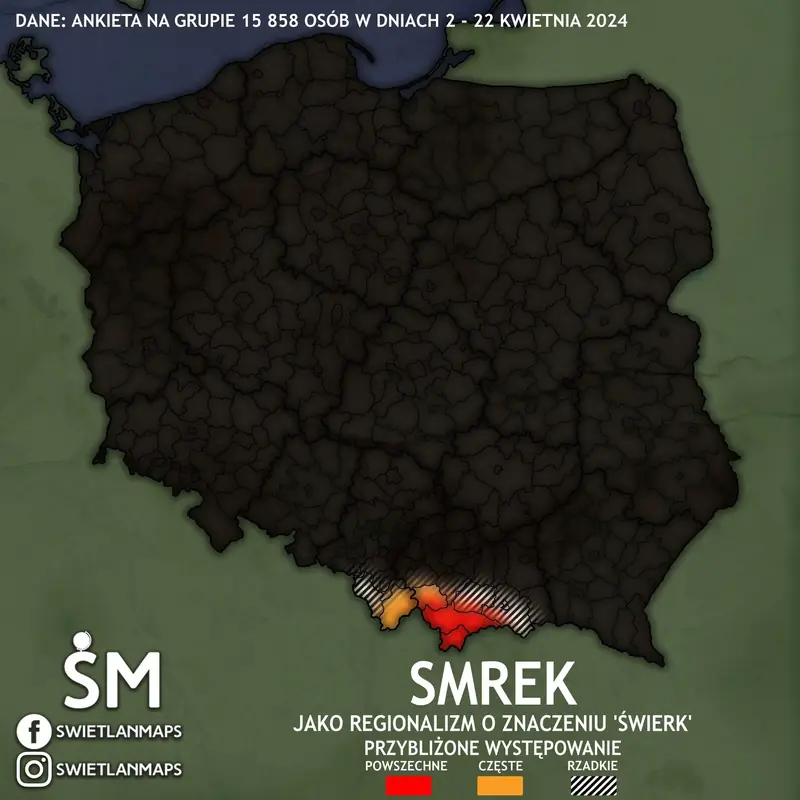 DANE: ANKIETA NA GRUPIE 15 858 OSÓB W DNIACH 2 - 22 KWIETNIA 2024
ŚM
SWIETLANMAPS
SWIETLANMAPS
SMREK
JAKO REGIONALIZM O ZNACZENIU 'ŚWIERK'
PRZYBLIŻONE WYSTĘPOWANIE
POWSZECHNE CZĘSTE RZADKIE